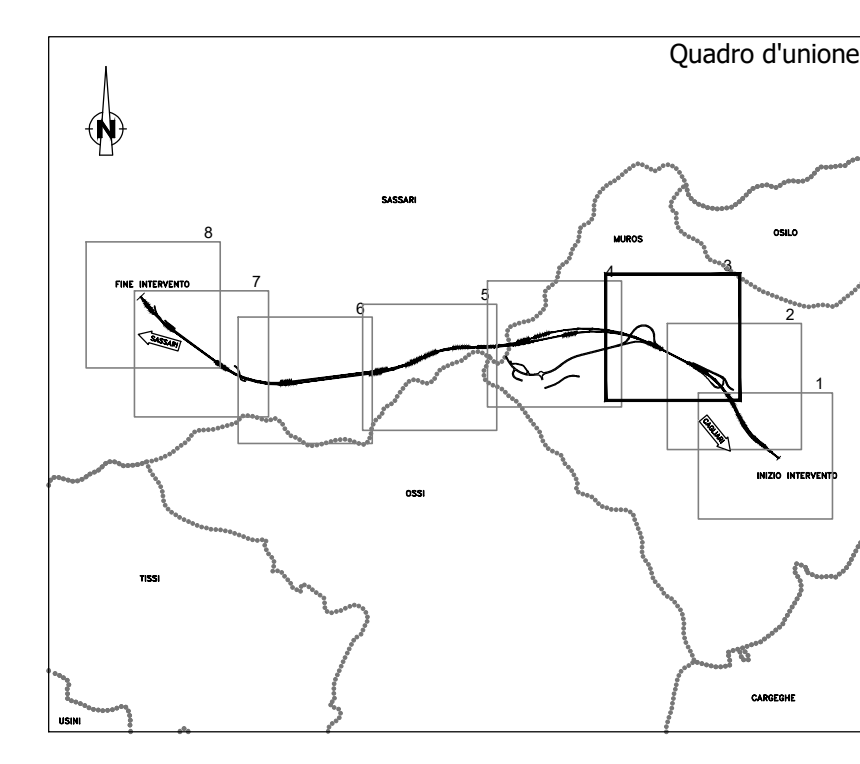 Quadro d'unione
N
SASSARI
MUROS
OSILO
8
FINE INTERVENTO
7
6
5
4
3
2
1
SASSARI
CAGLIARI
INIZIO INTERVENTO
OSSI
TISSI
CARGEGHE
USINI